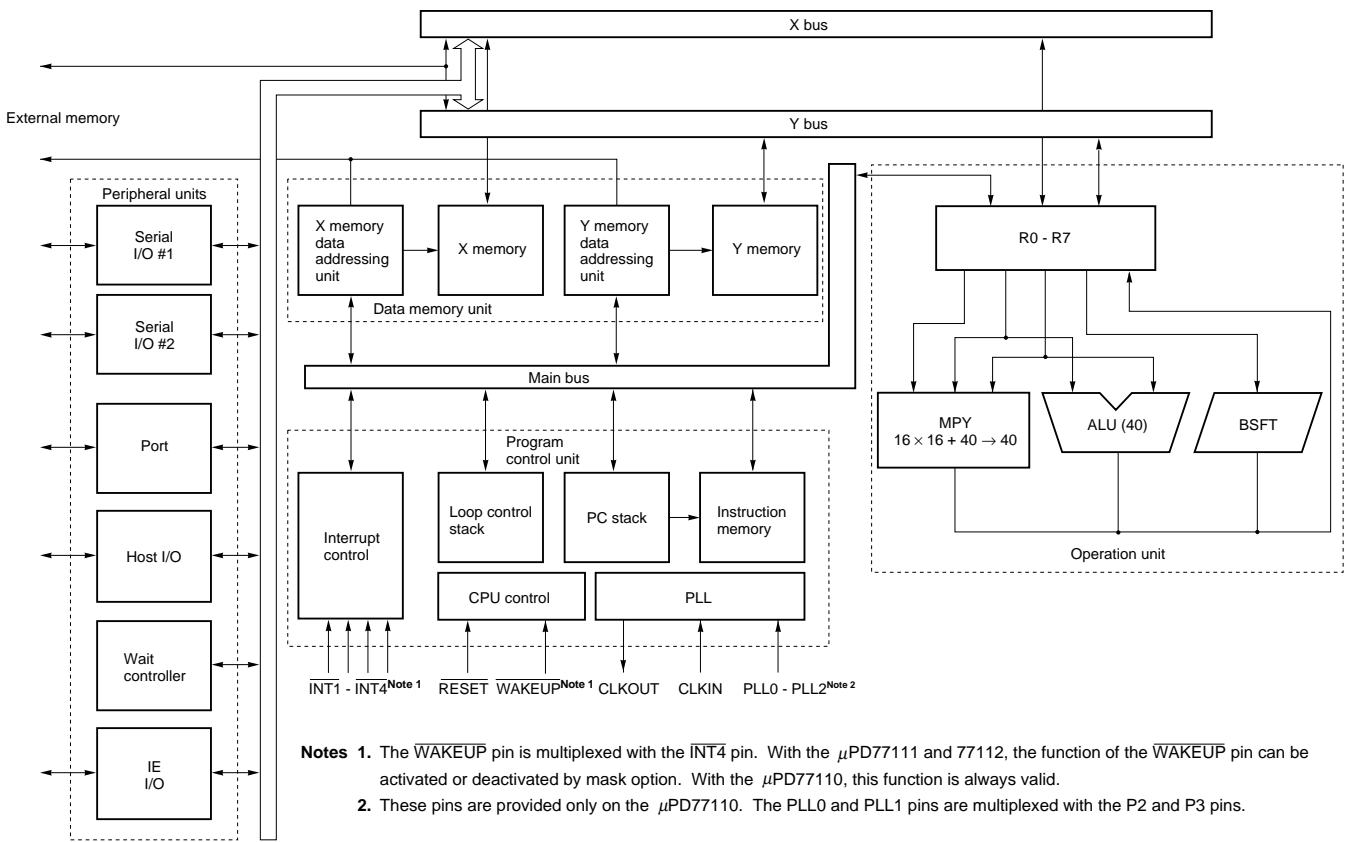 X bus
External memory
Y bus
Peripheral units
Serial
I/O #1
X memory
data
addressing
unit
X memory
Y memory
data
addressing
unit
Y memory
R0 - R7
Data memory unit
Serial
I/O #2
Main bus
MPY
16 × 16 + 40 → 40
ALU (40)
BSFT
Port
Program
control unit
Interrupt
control
Loop control
stack
PC stack
Instruction
memory
Operation unit
Host I/O
CPU control
PLL
Wait
controller
INT1 - INT4 Note 1
RESET
WAKEUP Note 1
CLKOUT
CLKIN
PLL0 - PLL2 Note 2
IE
I/O
Notes 1. The WAKEUP pin is multiplexed with the INT4 pin. With the μPD77111 and 77112, the function of the WAKEUP pin can be
activated or deactivated by mask option. With the μPD77110, this function is always valid.
2. These pins are provided only on the μPD77110. The PLL0 and PLL1 pins are multiplexed with the P2 and P3 pins.